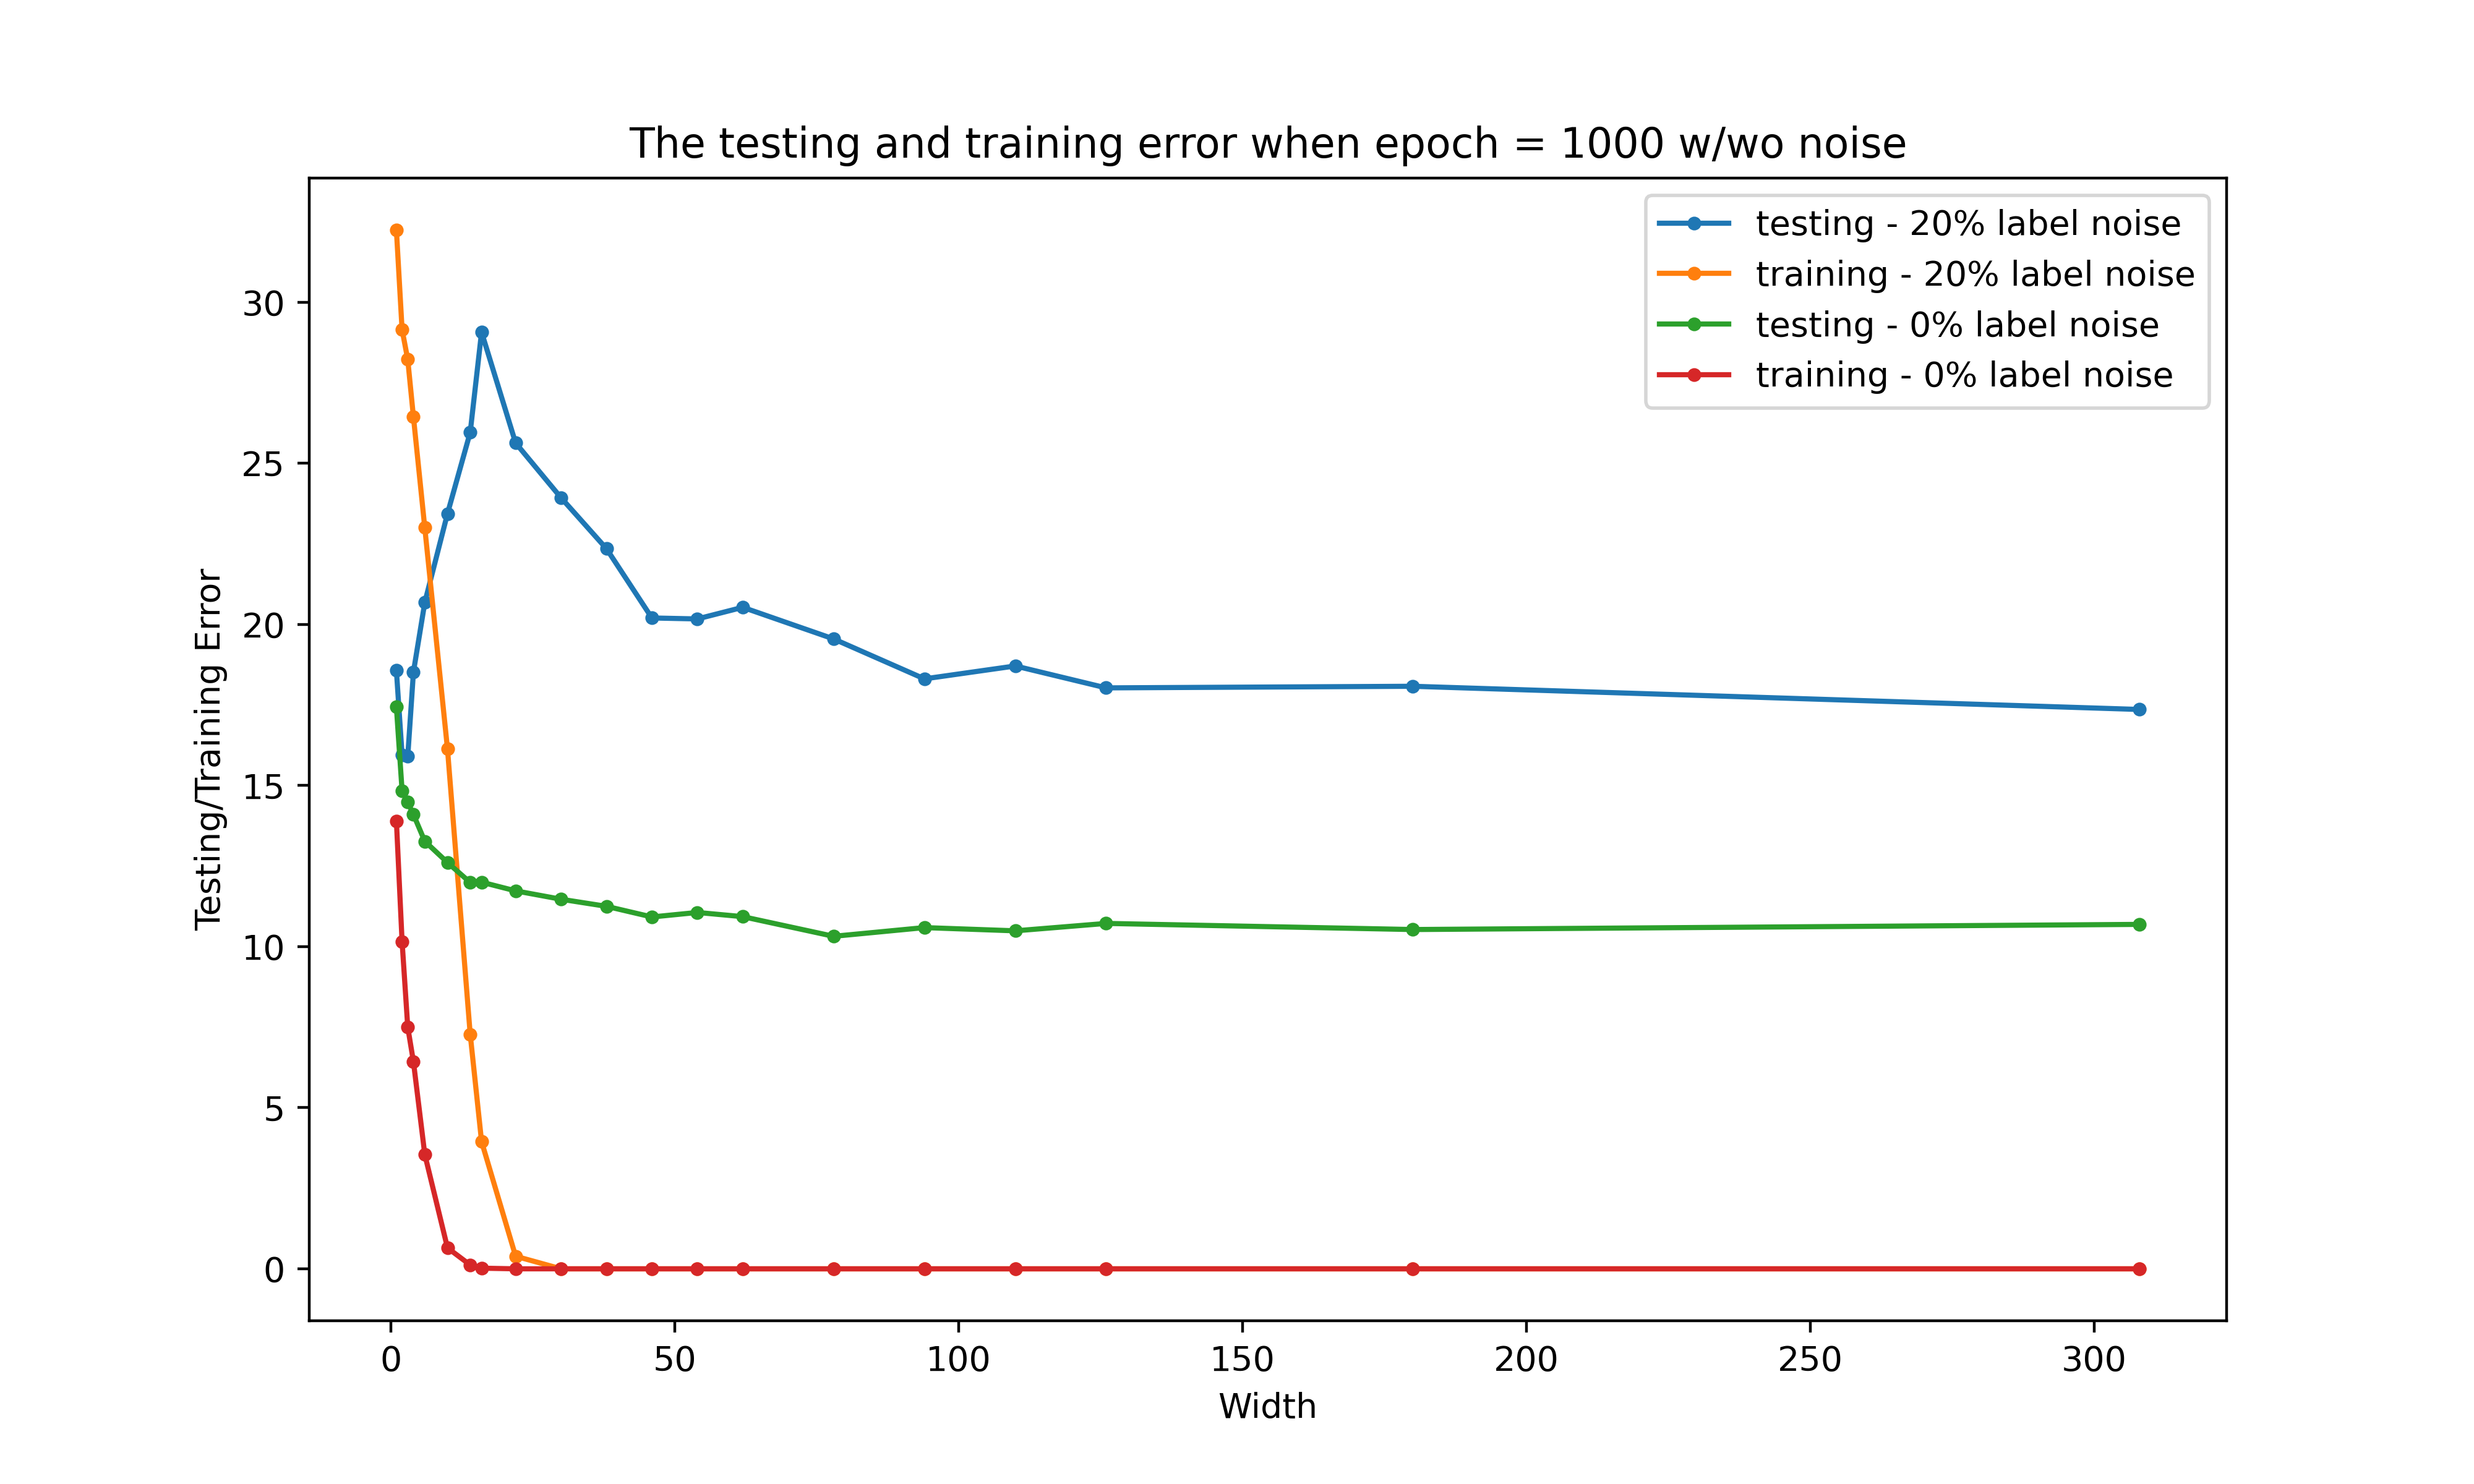 The testing and training error when epoch = 1000 w/wo noise
testing - 20% label noise
training - 20% label noise
testing - 0% label noise
training - 0% label noise
Testing/Training Error
30
25
20
15
10
5
0
0 50 100 150 200 250 300
Width